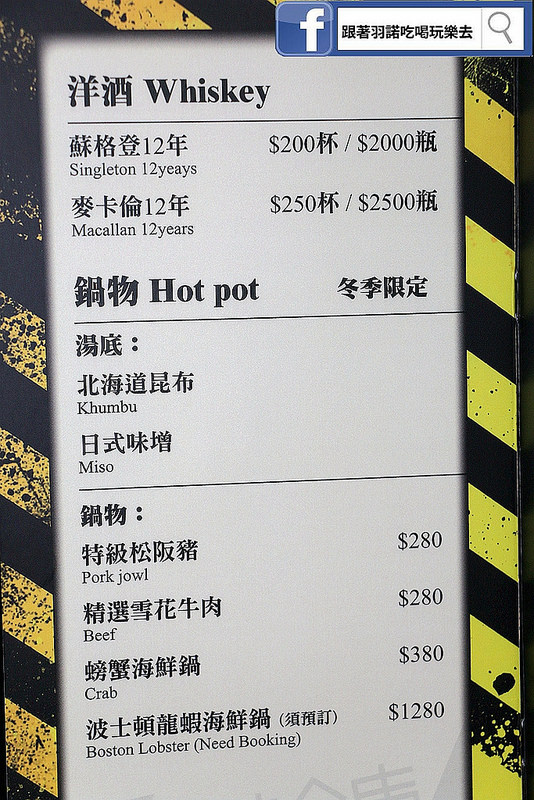 f 跟著羽諾吃喝玩樂去
洋酒 Whiskey
蘇格登12年 $200杯 / $2000瓶
Singleton 12yeays
麥卡倫12年 $250杯 / $2500瓶
Macallan 12years
鍋物 Hot pot 冬季限定
湯底：
北海道昆布
Khumbu
日式味增
Miso
鍋物：
特級松阪豬 $280
Pork jowl
精選雪花牛肉 $280
Beef
螃蟹海鮮鍋 $380
Crab
波士頓龍蝦海鮮鍋 (須預訂) $1280
Boston Lobster (Need Booking)